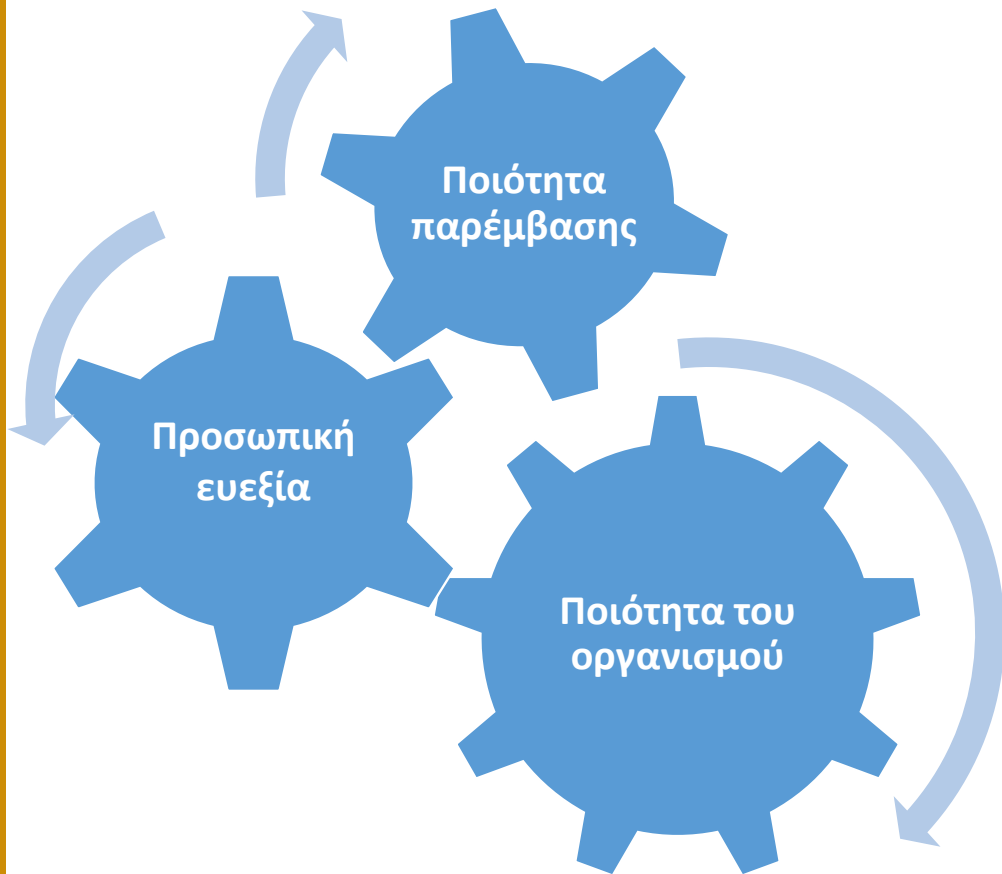 Ποιότητα
παρέμβασης
Προσωπική
ευεξία
Ποιότητα του
οργανισμού